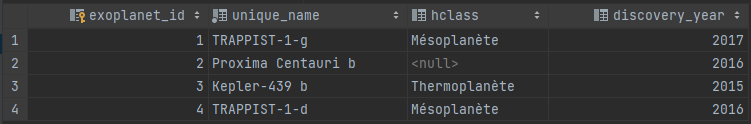 exoplanet_id unique_name hclass discovery_year
1 1 TRAPPIST-1-g Mésoplanète 2017
2 2 Proxima Centauri b <null> 2016
3 3 Kepler-439 b Thermoplanète 2015
4 4 TRAPPIST-1-d Mésoplanète 2016